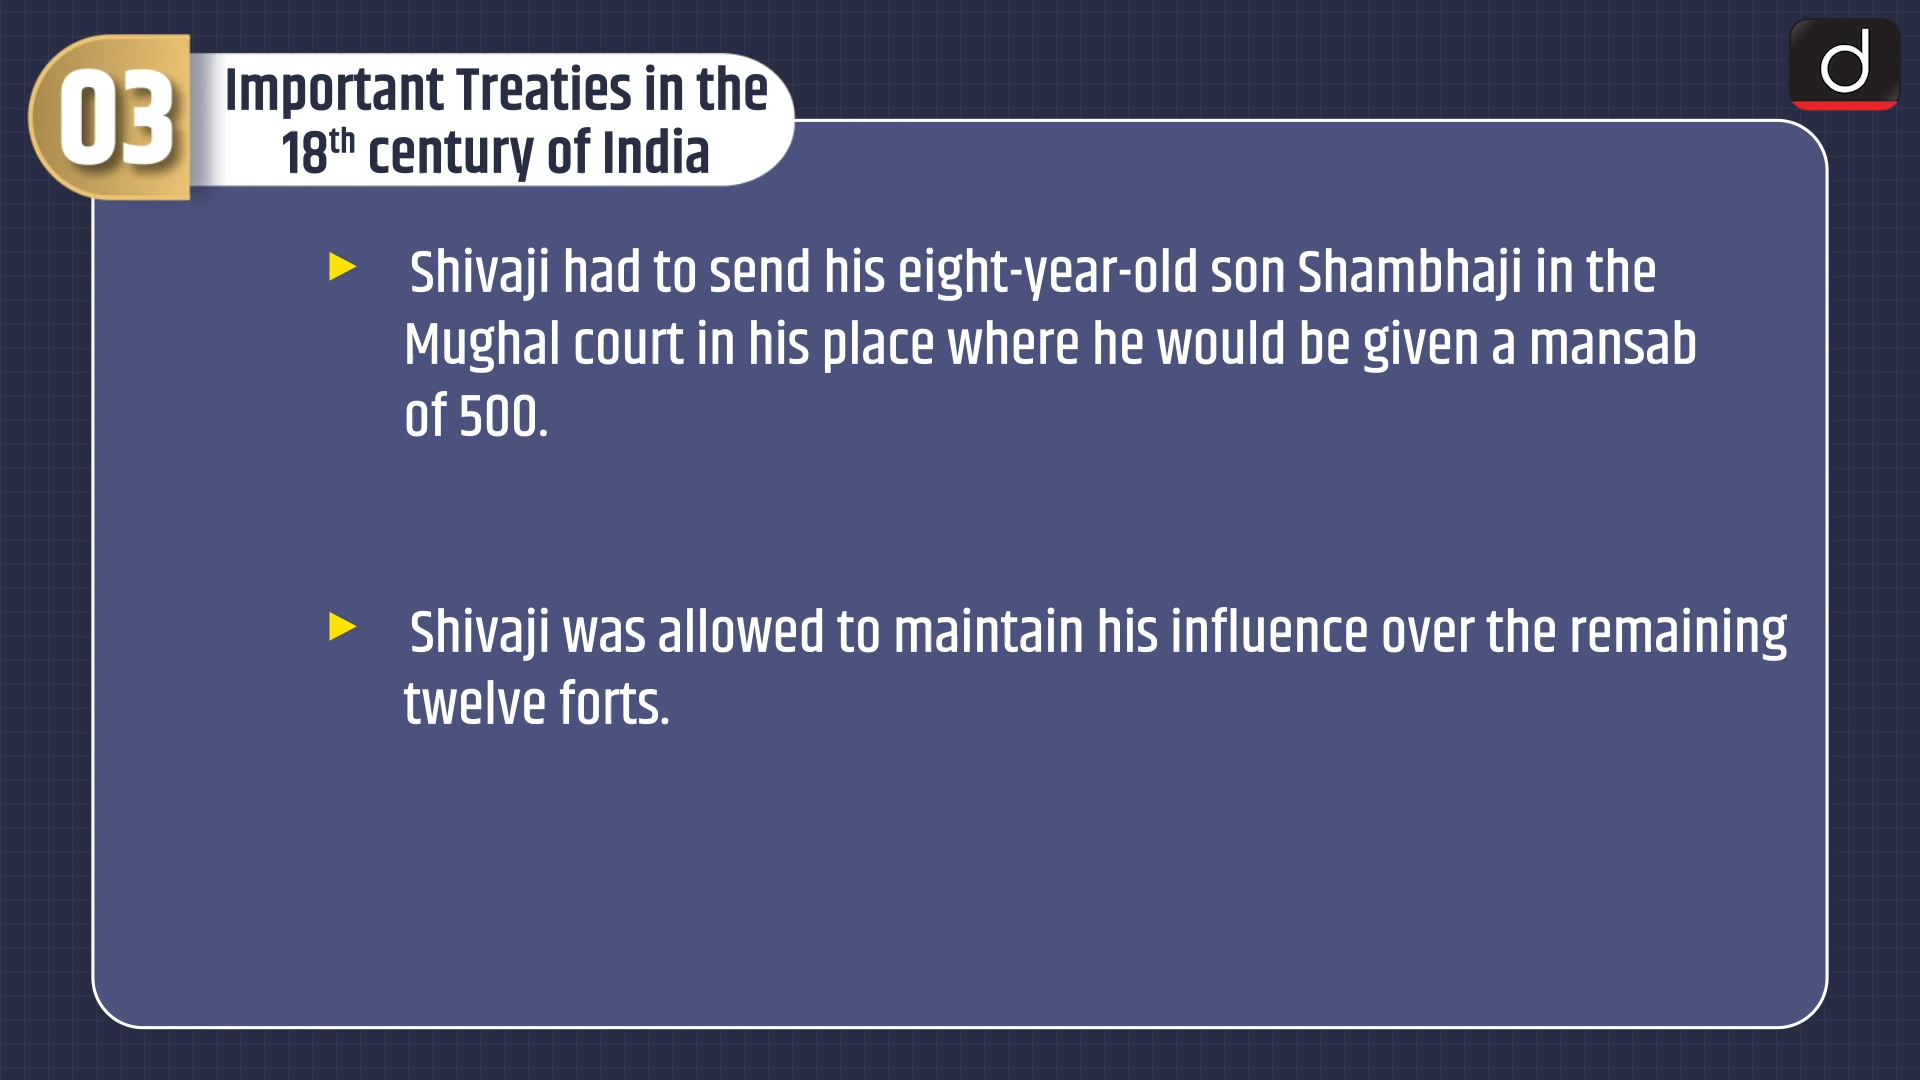 03
Important Treaties in the
18th century of India
d
► Shivaji had to send his eight-year-old son Shambhaji in the
Mughal court in his place where he would be given a mansab
of 500.
► Shivaji was allowed to maintain his influence over the remaining
twelve forts.